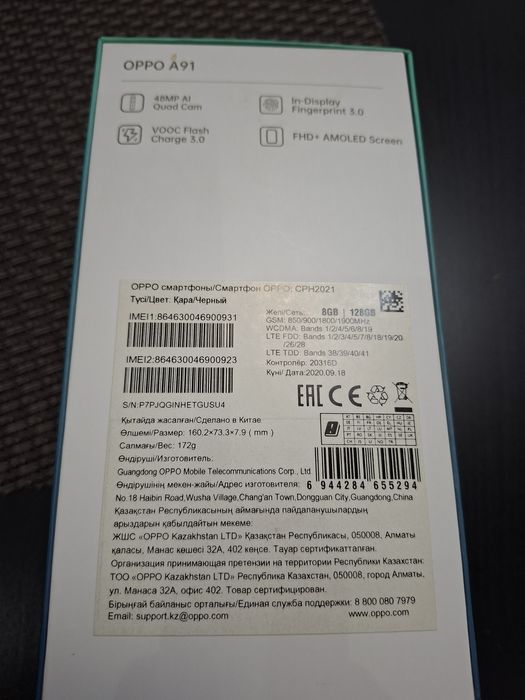 OPPO A91
48MP AI
Quad Cam
In-Display
Fingerprint 3.0
VOOC Flash
Charge 3.0
FHD+ AMOLED Screen
OPPO смартфоны/Смартфон OPPO: CPH2021
Түсі/Цвет: Қара/Черный
IMEI1:864630046900931
IMEI2:864630046900923
S/N:P7PJQGINHETGUSU4
Желі/Сеть: 8GB | 128GB
GSM: 850/900/1800/1900MHz
WCDMA: Bands 1/2/4/5/6/8/19
LTE FDD: Bands 1/2/3/4/5/7/8/18/19/20
/26/28
LTE TDD: Bands 38/39/40/41
Контролёр: 20316D
Күні/Дата:2020.09.18
EAC CE
Қытайда жасалған/Сделано в Китае
Өлшемі/Размер: 160.2×73.3×7.9 ( mm )
Салмағы/Вес: 172g
Өндіруші/Изготовитель:
Guangdong OPPO Mobile Telecommunications Corp., Ltd
6 944284 655294
Өндірушінің мекен-жайы/Адрес изготовителя:
No.18 Haibin Road,Wusha Village,Chang'an Town,Dongguan City,Guangdong,China
Қазақстан Республикасының аймағында пайдаланушылардың
арыздарын қабылдайтын мекеме:
ЖШС «OPPO Kazakhstan LTD» Қазақстан Республикасы, 050008, Алматы
қаласы, Манас көшесі 32А, 402 кеңсе. Тауар сертификатталған.
Организация принимающая претензии на территории Республики Казахстан:
ТОО «OPPO Kazakhstan LTD» Республика Казахстан, 050008, город Алматы,
ул. Манаса 32А, офис 402. Товар сертифицирован.
Бірыңғай байланыс орталығы/Единая служба поддержки: 8 800 080 7979
Email: support.kz@oppo.com www.oppo.com